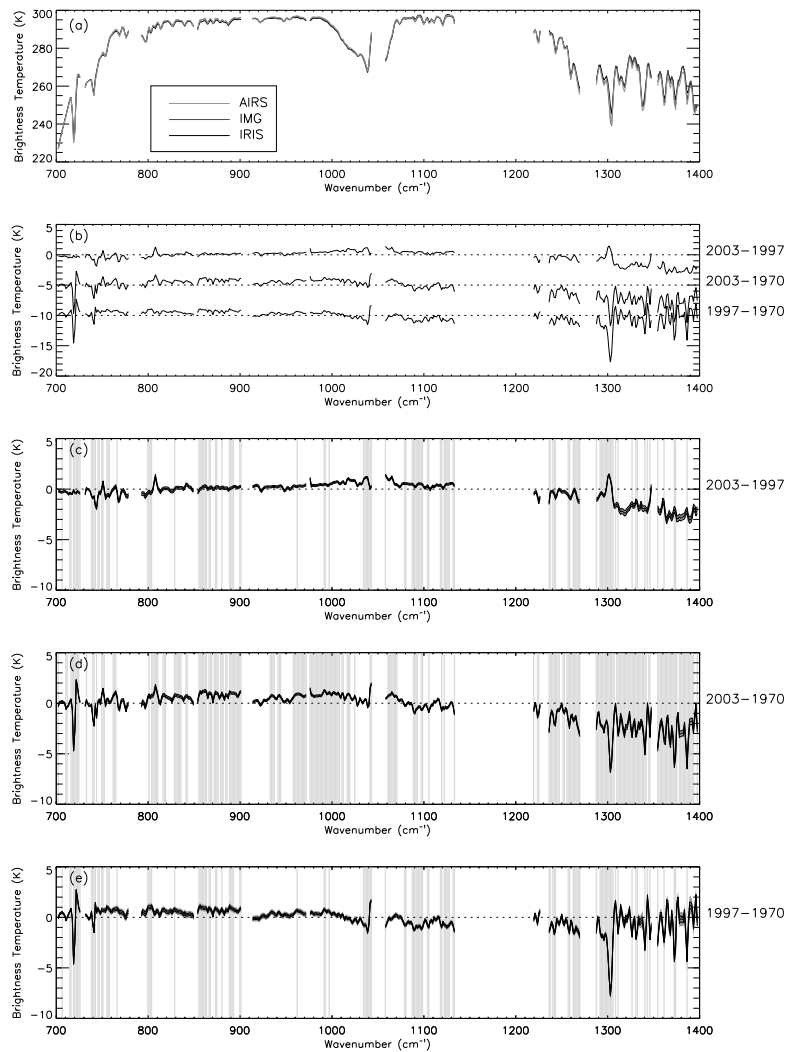 (a)
Brightness Temperature (K)
300
280
260
240
220
AIRS
IMG
IRIS
700 800 900 1000 1100 1200 1300 1400
Wavenumber (cm⁻¹)
(b)
Brightness Temperature (K)
5
0
−5
−10
−15
−20
2003−1997
2003−1970
1997−1970
700 800 900 1000 1100 1200 1300 1400
Wavenumber (cm⁻¹)
(c)
Brightness Temperature (K)
5
0
−5
−10
2003−1997
700 800 900 1000 1100 1200 1300 1400
Wavenumber (cm⁻¹)
(d)
Brightness Temperature (K)
5
0
−5
−10
2003−1970
700 800 900 1000 1100 1200 1300 1400
Wavenumber (cm⁻¹)
(e)
Brightness Temperature (K)
5
0
−5
−10
1997−1970
700 800 900 1000 1100 1200 1300 1400
Wavenumber (cm⁻¹)